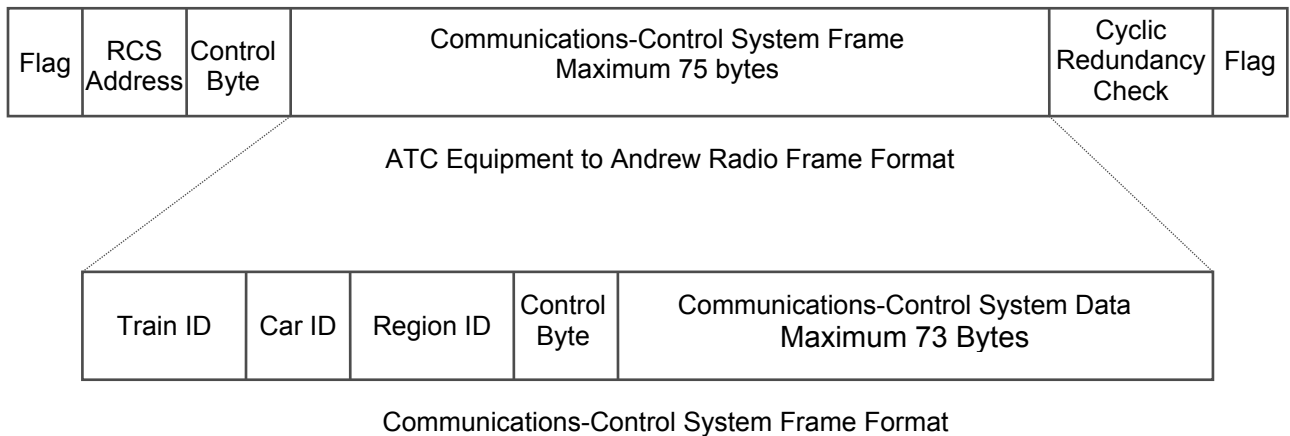 Flag
RCS
Address
Control
Byte
Communications-Control System Frame
Maximum 75 bytes
Cyclic
Redundancy
Check
Flag
ATC Equipment to Andrew Radio Frame Format
Train ID
Car ID
Region ID
Control
Byte
Communications-Control System Data
Maximum 73 Bytes
Communications-Control System Frame Format